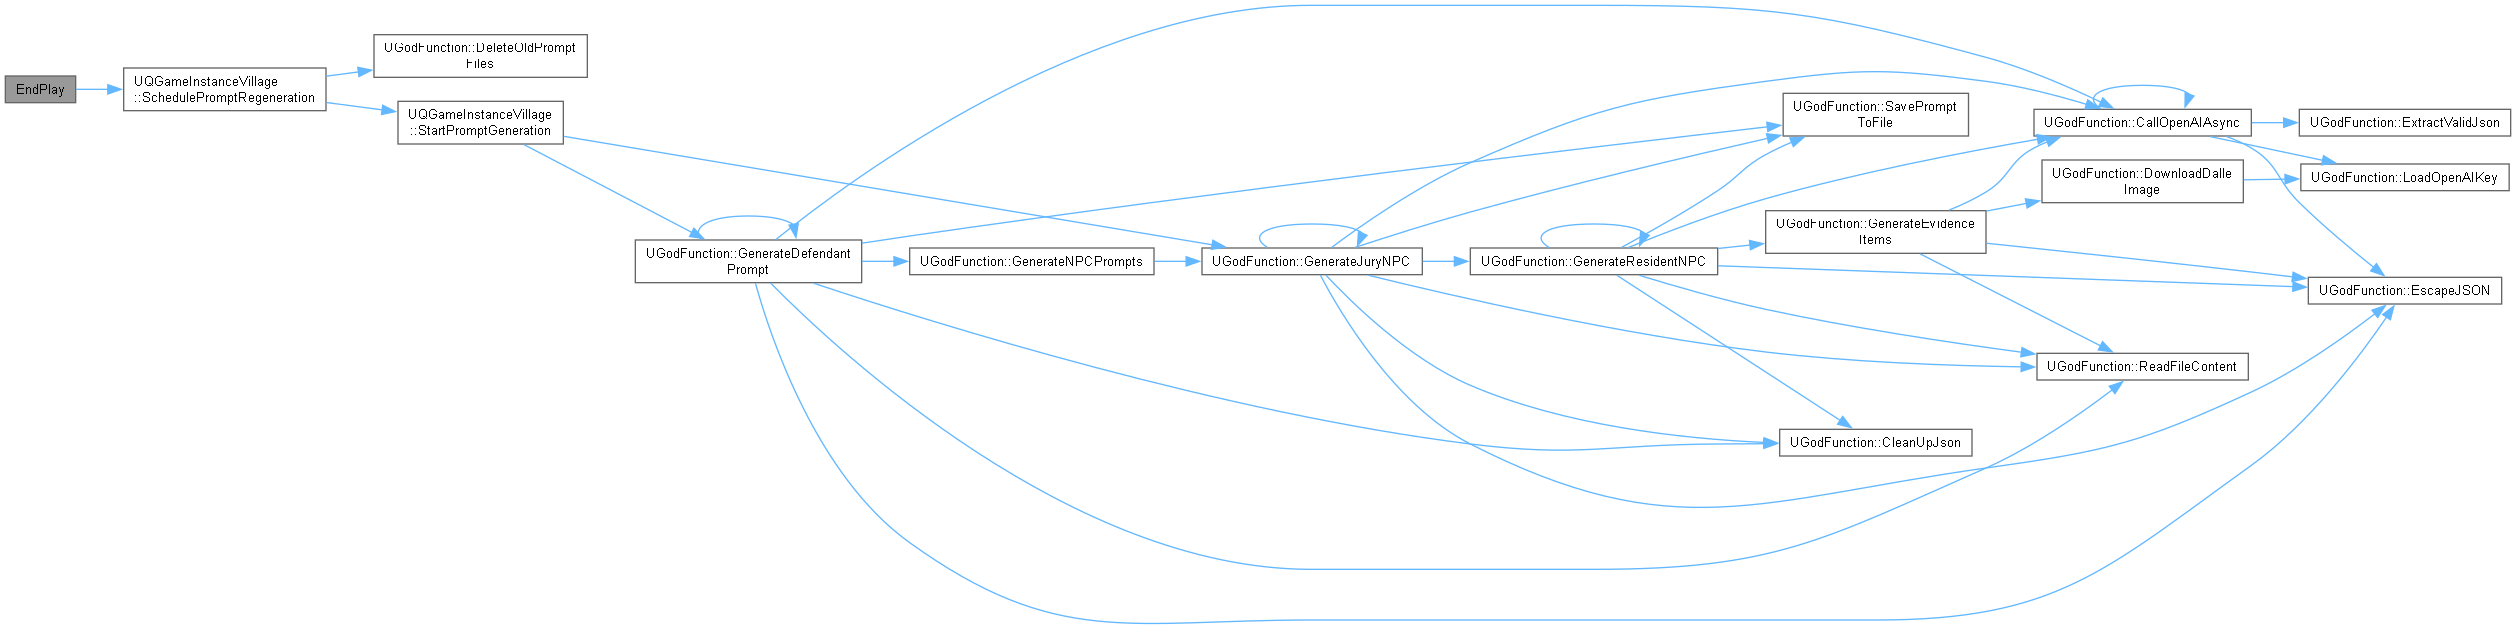 EndPlay
UQGameInstanceVillage
::SchedulePromptRegeneration
UGodFunction::DeleteOldPrompt
Files
UQGameInstanceVillage
::StartPromptGeneration
UGodFunction::GenerateDefendant
Prompt
UGodFunction::GenerateNPCPrompts
UGodFunction::GenerateJuryNPC
UGodFunction::GenerateResidentNPC
UGodFunction::SavePrompt
ToFile
UGodFunction::GenerateEvidence
Items
UGodFunction::CleanUpJson
UGodFunction::CallOpenAIAsync
UGodFunction::DownloadDalle
Image
UGodFunction::ReadFileContent
UGodFunction::ExtractValidJson
UGodFunction::LoadOpenAIKey
UGodFunction::EscapeJSON